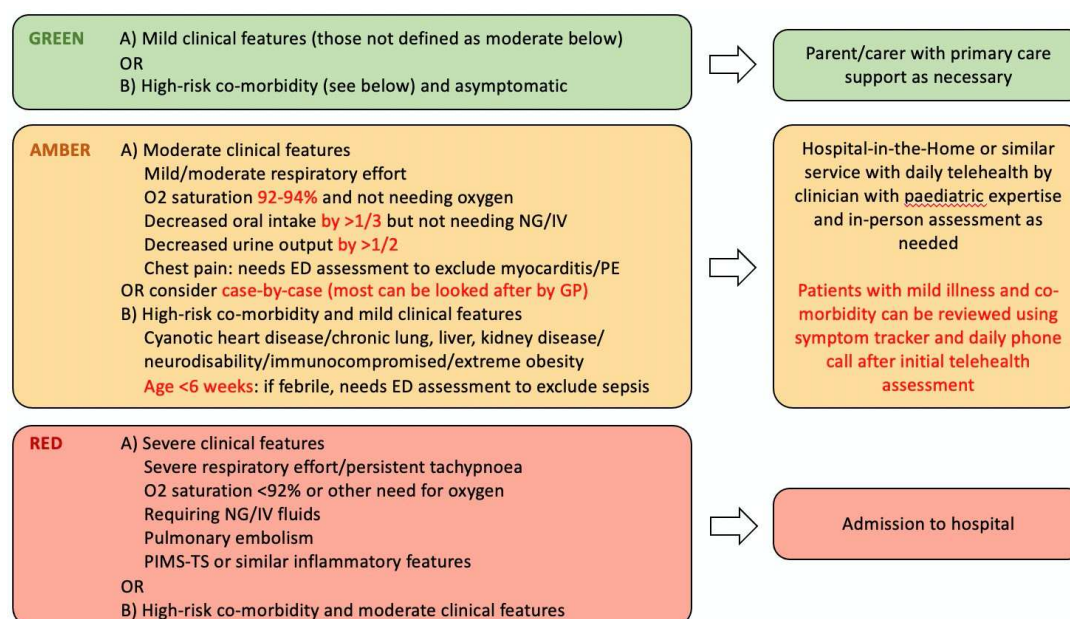 GREEN A) Mild clinical features (those not defined as moderate below)
OR
B) High-risk co-morbidity (see below) and asymptomatic
Parent/carer with primary care
support as necessary
AMBER A) Moderate clinical features
Mild/moderate respiratory effort
O2 saturation 92-94% and not needing oxygen
Decreased oral intake by >1/3 but not needing NG/IV
Decreased urine output by >1/2
Chest pain: needs ED assessment to exclude myocarditis/PE
OR consider case-by-case (most can be looked after by GP)
B) High-risk co-morbidity and mild clinical features
Cyanotic heart disease/chronic lung, liver, kidney disease/
neurodisability/immunocompromised/extreme obesity
Age <6 weeks: if febrile, needs ED assessment to exclude sepsis
Hospital-in-the-Home or similar
service with daily telehealth by
clinician with paediatric expertise
and in-person assessment as
needed
Patients with mild illness and co-
morbidity can be reviewed using
symptom tracker and daily phone
call after initial telehealth
assessment
RED A) Severe clinical features
Severe respiratory effort/persistent tachypnoea
O2 saturation <92% or other need for oxygen
Requiring NG/IV fluids
Pulmonary embolism
PIMS-TS or similar inflammatory features
OR
B) High-risk co-morbidity and moderate clinical features
Admission to hospital